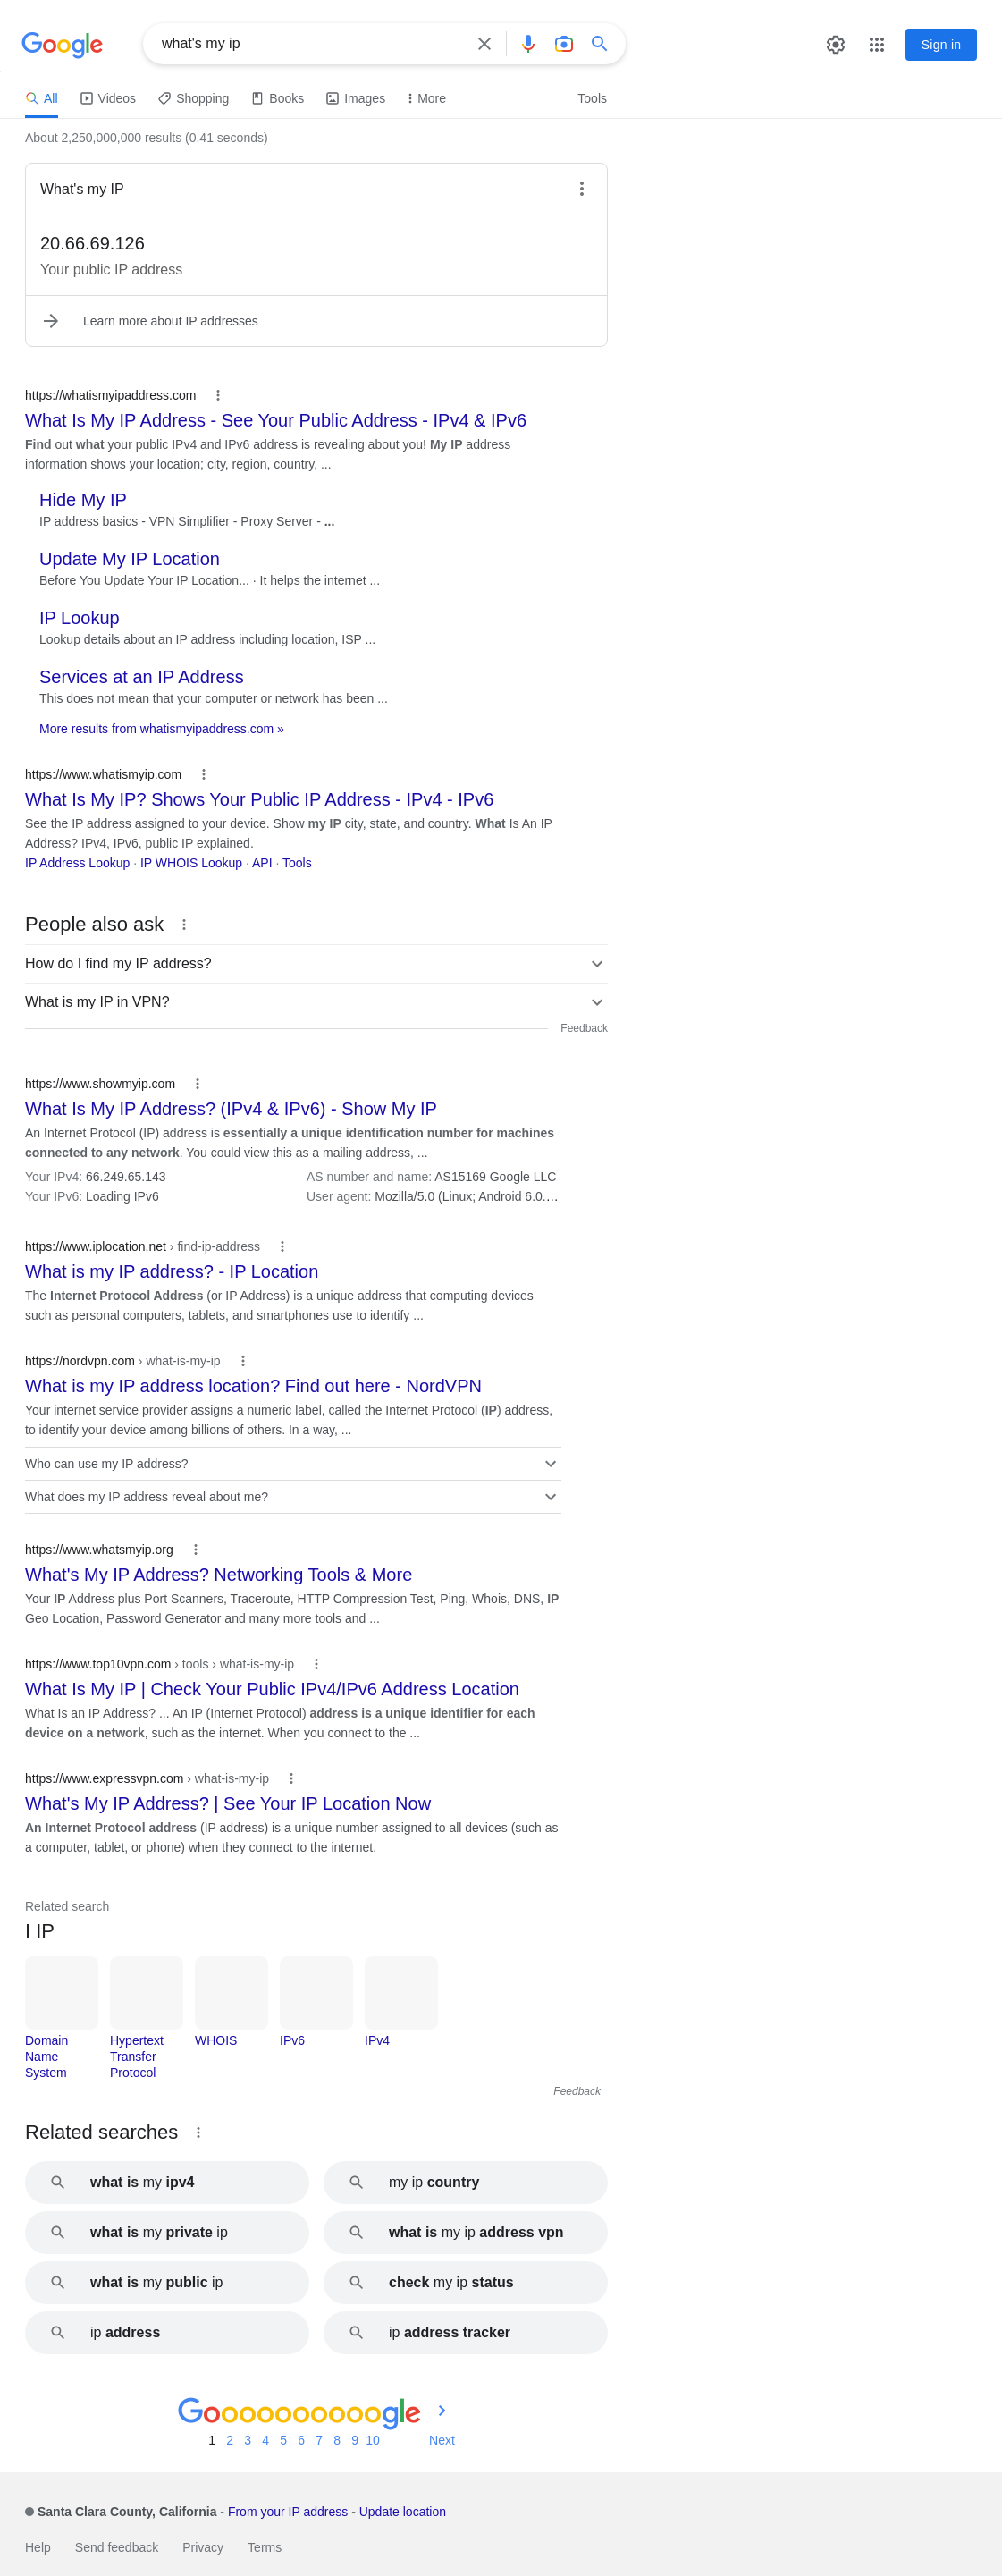 Google
what's my ip
Sign in
All
Videos
Shopping
Books
Images
More
Tools
About 2,250,000,000 results (0.41 seconds)
What's my IP
20.66.69.126
Your public IP address
Learn more about IP addresses
https://whatismyipaddress.com
What Is My IP Address - See Your Public Address - IPv4 & IPv6
Find out what your public IPv4 and IPv6 address is revealing about you! My IP address
information shows your location; city, region, country, ...
Hide My IP
IP address basics - VPN Simplifier - Proxy Server - ...
Update My IP Location
Before You Update Your IP Location... · It helps the internet ...
IP Lookup
Lookup details about an IP address including location, ISP ...
Services at an IP Address
This does not mean that your computer or network has been ...
More results from whatismyipaddress.com »
https://www.whatismyip.com
What Is My IP? Shows Your Public IP Address - IPv4 - IPv6
See the IP address assigned to your device. Show my IP city, state, and country. What Is An IP
Address? IPv4, IPv6, public IP explained.
IP Address Lookup · IP WHOIS Lookup · API · Tools
People also ask
How do I find my IP address?
What is my IP in VPN?
Feedback
https://www.showmyip.com
What Is My IP Address? (IPv4 & IPv6) - Show My IP
An Internet Protocol (IP) address is essentially a unique identification number for machines
connected to any network. You could view this as a mailing address, ...
Your IPv4: 66.249.65.143
AS number and name: AS15169 Google LLC
Your IPv6: Loading IPv6
User agent: Mozilla/5.0 (Linux; Android 6.0....
https://www.iplocation.net › find-ip-address
What is my IP address? - IP Location
The Internet Protocol Address (or IP Address) is a unique address that computing devices
such as personal computers, tablets, and smartphones use to identify ...
https://nordvpn.com › what-is-my-ip
What is my IP address location? Find out here - NordVPN
Your internet service provider assigns a numeric label, called the Internet Protocol (IP) address,
to identify your device among billions of others. In a way, ...
Who can use my IP address?
What does my IP address reveal about me?
https://www.whatsmyip.org
What's My IP Address? Networking Tools & More
Your IP Address plus Port Scanners, Traceroute, HTTP Compression Test, Ping, Whois, DNS, IP
Geo Location, Password Generator and many more tools and ...
https://www.top10vpn.com › tools › what-is-my-ip
What Is My IP | Check Your Public IPv4/IPv6 Address Location
What Is an IP Address? ... An IP (Internet Protocol) address is a unique identifier for each
device on a network, such as the internet. When you connect to the ...
https://www.expressvpn.com › what-is-my-ip
What's My IP Address? | See Your IP Location Now
An Internet Protocol address (IP address) is a unique number assigned to all devices (such as
a computer, tablet, or phone) when they connect to the internet.
Related search
I IP
Domain
Name
System
Hypertext
Transfer
Protocol
WHOIS
IPv6
IPv4
Feedback
Related searches
what is my ipv4
my ip country
what is my private ip
what is my ip address vpn
what is my public ip
check my ip status
ip address
ip address tracker
Goooooooooogle
1 2 3 4 5 6 7 8 9 10 Next
Santa Clara County, California - From your IP address - Update location
Help Send feedback Privacy Terms